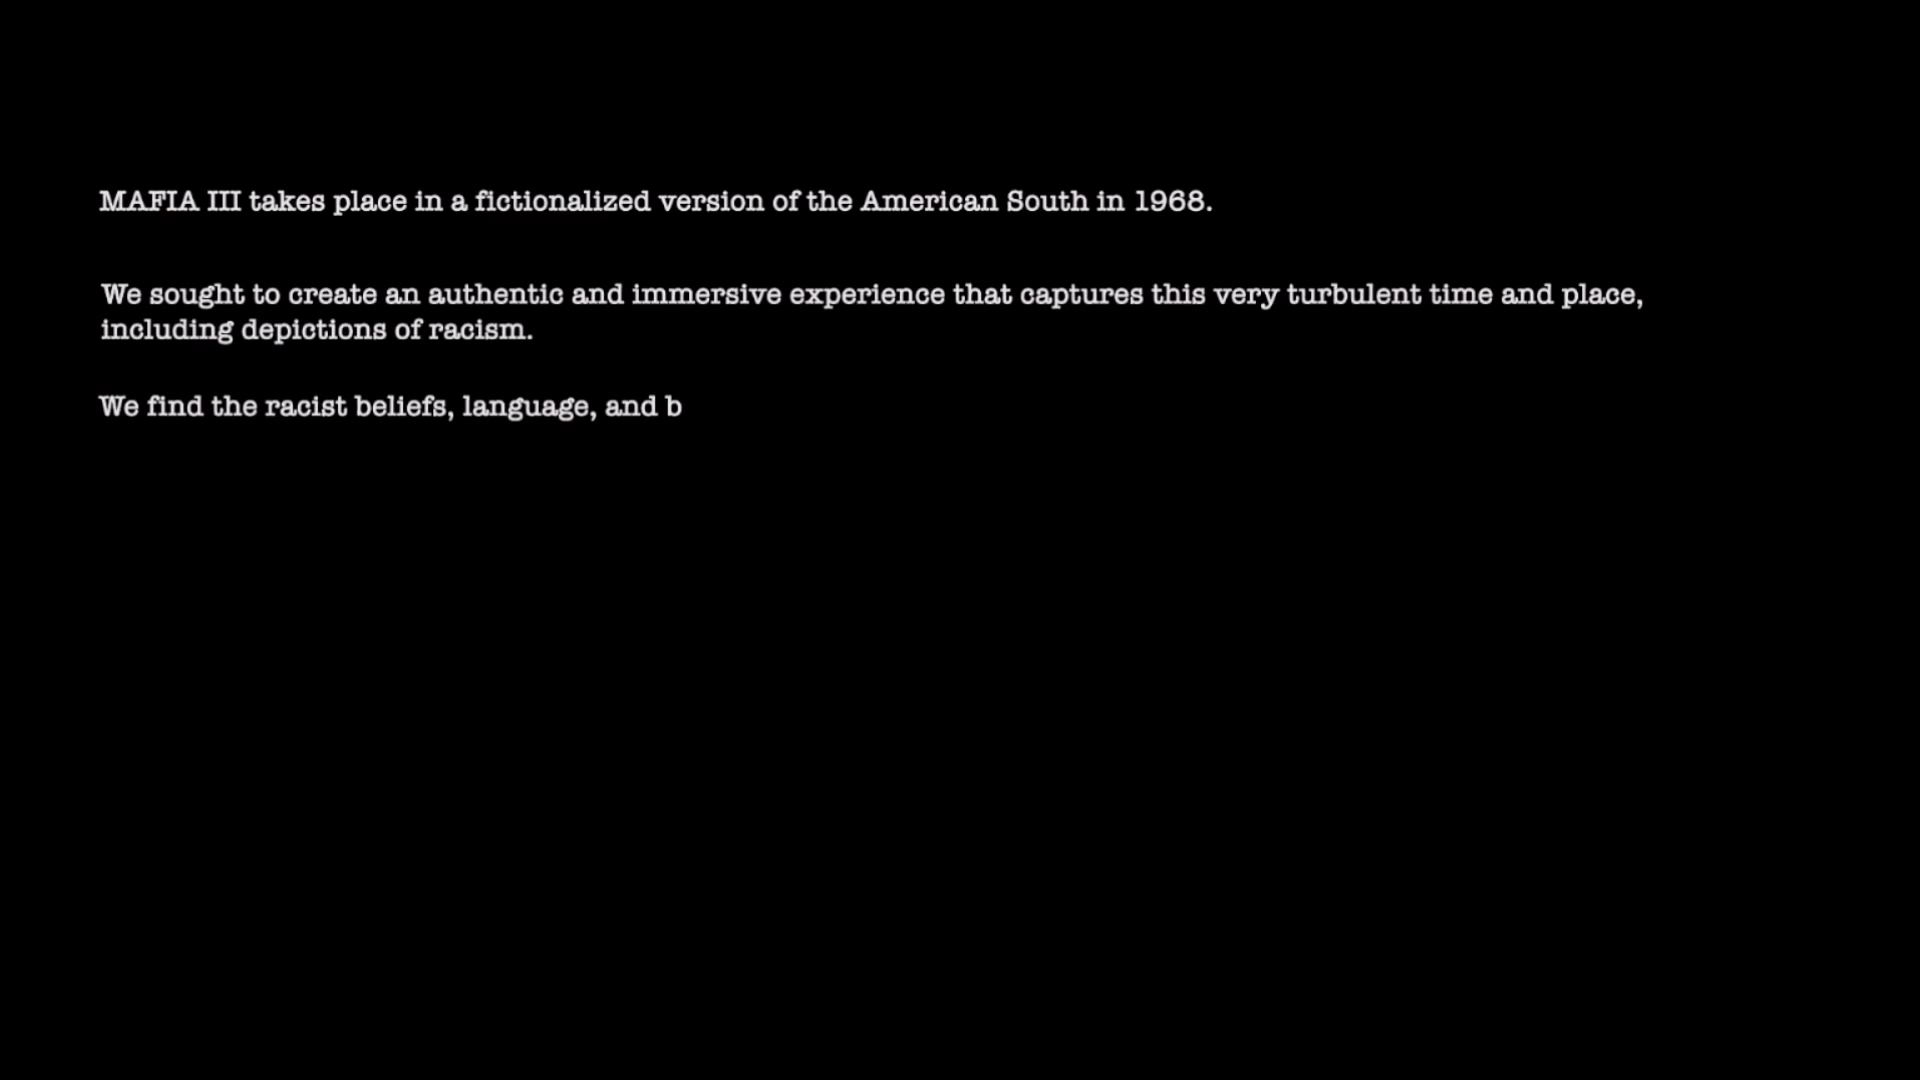 MAFIA III takes place in a fictionalized version of the American South in 1968.
We sought to create an authentic and immersive experience that captures this very turbulent time and place,
including depictions of racism.
We find the racist beliefs, language, and b